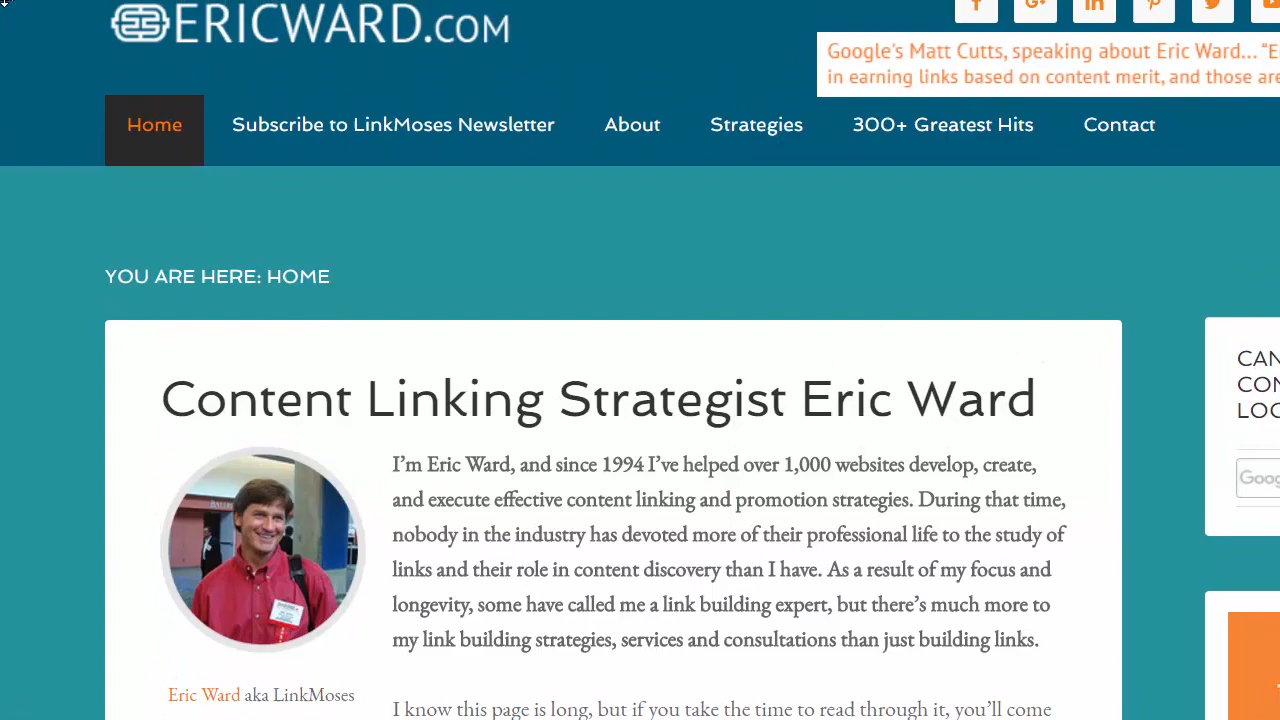 ERICWARD.COM
Google's Matt Cutts, speaking about Eric Ward...
in earning links based on content merit, and those are
Home Subscribe to LinkMoses Newsletter About Strategies 300+ Greatest Hits Contact
YOU ARE HERE: HOME
Content Linking Strategist Eric Ward
I'm Eric Ward, and since 1994 I've helped over 1,000 websites develop, create,
and execute effective content linking and promotion strategies. During that time,
nobody in the industry has devoted more of their professional life to the study of
links and their role in content discovery than I have. As a result of my focus and
longevity, some have called me a link building expert, but there's much more to
my link building strategies, services and consultations than just building links.
Eric Ward aka LinkMoses
I know this page is long, but if you take the time to read through it, you'll come
CAN
CON
LOC
Goo